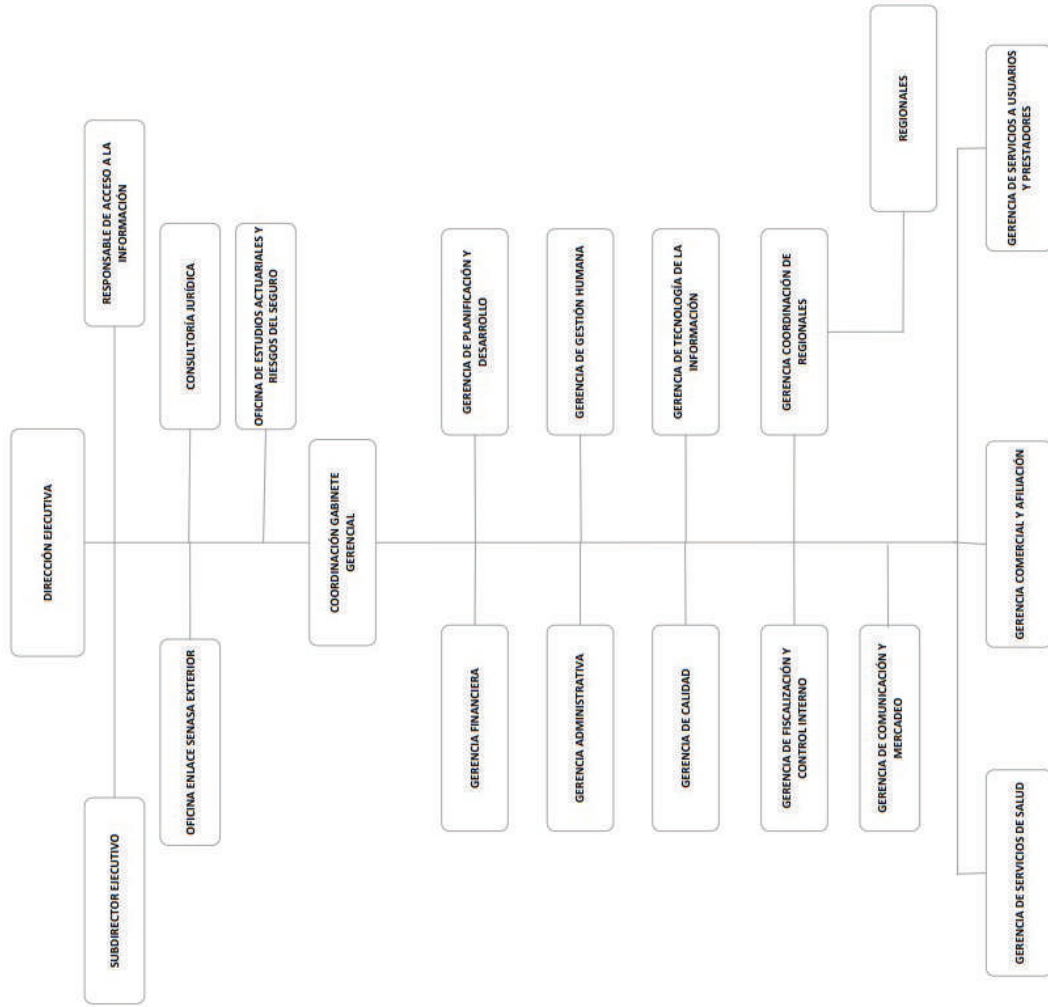 DIRECCIÓN EJECUTIVA
SUBDIRECTOR EJECUTIVO
RESPONSABLE DE ACCESO A LA
INFORMACIÓN
OFICINA ENLACE SENASA EXTERIOR
CONSULTORÍA JURÍDICA
OFICINA DE ESTUDIOS ACTUARIALES Y
RIESGOS DEL SEGURO
COORDINACIÓN GABINETE
GERENCIAL
GERENCIA FINANCIERA
GERENCIA DE PLANIFICACIÓN Y
DESARROLLO
GERENCIA ADMINISTRATIVA
GERENCIA DE GESTIÓN HUMANA
GERENCIA DE CALIDAD
GERENCIA DE TECNOLOGÍA DE LA
INFORMACIÓN
GERENCIA DE FISCALIZACIÓN Y
CONTROL INTERNO
GERENCIA COORDINACIÓN DE
REGIONALES
GERENCIA DE COMUNICACIÓN Y
MERCADEO
REGIONALES
GERENCIA DE SERVICIOS DE SALUD
GERENCIA COMERCIAL Y AFILIACIÓN
GERENCIA DE SERVICIOS A USUARIOS
Y PRESTADORES